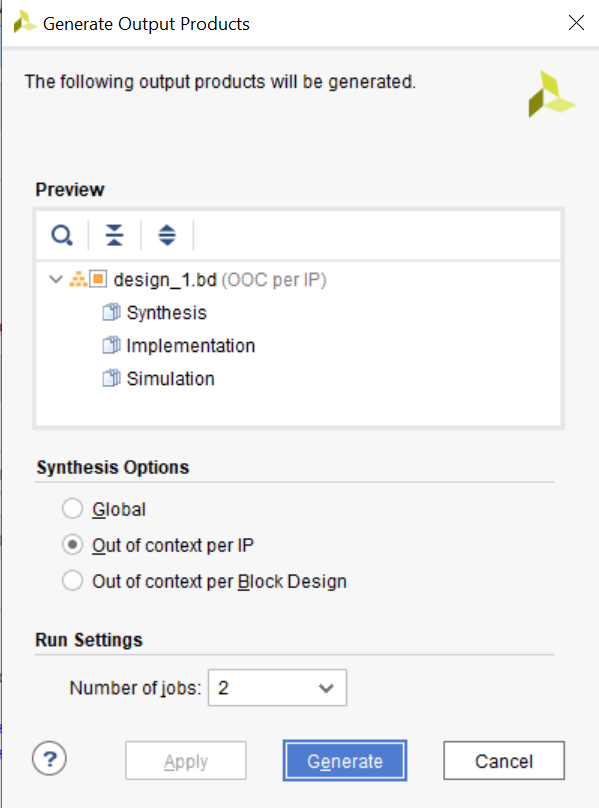 Generate Output Products
The following output products will be generated.
Preview
design_1.bd (OOC per IP)
Synthesis
Implementation
Simulation
Synthesis Options
Global
Out of context per IP
Out of context per Block Design
Run Settings
Number of jobs: 2
? Apply Generate Cancel